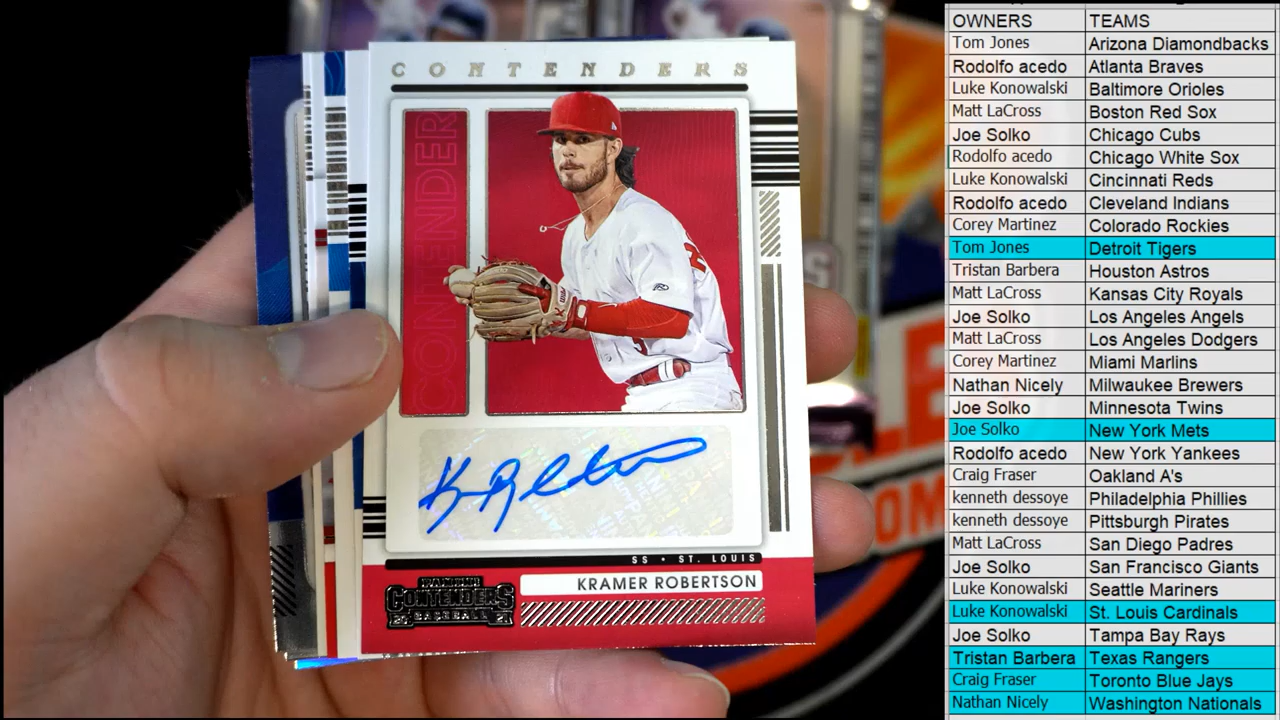 CONTENDERS
CONTENDER
K Robertson
SS • ST. LOUIS
KRAMER ROBERTSON
PANINI
CONTENDERS
20 BASEBALL 21
OWNERS TEAMS
Tom Jones Arizona Diamondbacks
Rodolfo acedo Atlanta Braves
Luke Konowalski Baltimore Orioles
Matt LaCross Boston Red Sox
Joe Solko Chicago Cubs
Rodolfo acedo Chicago White Sox
Luke Konowalski Cincinnati Reds
Rodolfo acedo Cleveland Indians
Corey Martinez Colorado Rockies
Tom Jones Detroit Tigers
Tristan Barbera Houston Astros
Matt LaCross Kansas City Royals
Joe Solko Los Angeles Angels
Matt LaCross Los Angeles Dodgers
Corey Martinez Miami Marlins
Nathan Nicely Milwaukee Brewers
Joe Solko Minnesota Twins
Joe Solko New York Mets
Rodolfo acedo New York Yankees
Craig Fraser Oakland A's
kenneth dessoye Philadelphia Phillies
kenneth dessoye Pittsburgh Pirates
Matt LaCross San Diego Padres
Joe Solko San Francisco Giants
Luke Konowalski Seattle Mariners
Luke Konowalski St. Louis Cardinals
Joe Solko Tampa Bay Rays
Tristan Barbera Texas Rangers
Craig Fraser Toronto Blue Jays
Nathan Nicely Washington Nationals